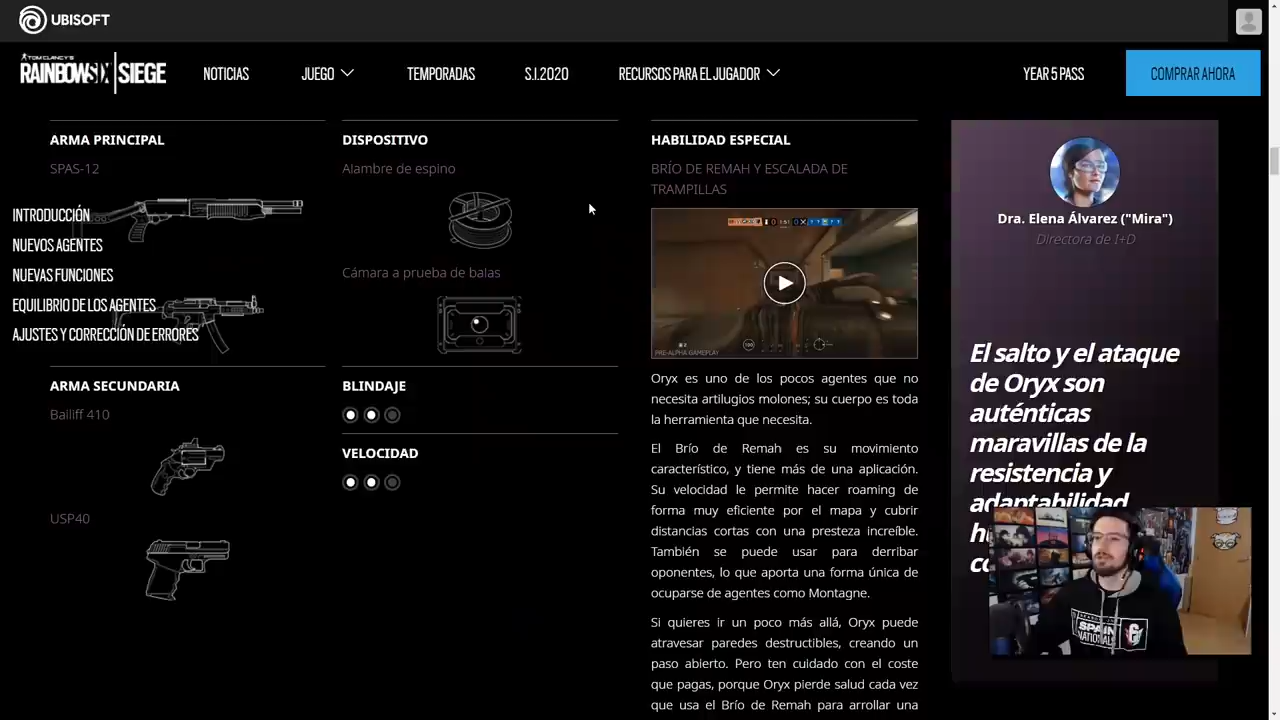 UBISOFT
TOM CLANCY'S
RAINBOWSIX SIEGE
NOTICIAS
JUEGO
TEMPORADAS
S.I.2020
RECURSOS PARA EL JUGADOR
YEAR 5 PASS
COMPRAR AHORA
ARMA PRINCIPAL
SPAS-12
INTRODUCCIÓN
NUEVOS AGENTES
NUEVAS FUNCIONES
EQUILIBRIO DE LOS AGENTES
AJUSTES Y CORRECCIÓN DE ERRORES
ARMA SECUNDARIA
Bailiff 410
USP40
DISPOSITIVO
Alambre de espino
Cámara a prueba de balas
BLINDAJE
VELOCIDAD
HABILIDAD ESPECIAL
BRÍO DE REMAH Y ESCALADA DE
TRAMPILLAS
PRE-ALPHA GAMEPLAY
Oryx es uno de los pocos agentes que no
necesita artilugios molones; su cuerpo es toda
la herramienta que necesita.
El Brío de Remah es su movimiento
característico, y tiene más de una aplicación.
Su velocidad le permite hacer roaming de
forma muy eficiente por el mapa y cubrir
distancias cortas con una presteza increíble.
También se puede usar para derribar
oponentes, lo que aporta una forma única de
ocuparse de agentes como Montagne.
Si quieres ir un poco más allá, Oryx puede
atravesar paredes destructibles, creando un
paso abierto. Pero ten cuidado con el coste
que pagas, porque Oryx pierde salud cada vez
que usa el Brío de Remah para arrollar una
Dra. Elena Álvarez ("Mira")
Directora de I+D
El salto y el ataque
de Oryx son
auténticas
maravillas de la
resistencia y
adaptabilidad
SPAIN
NATIONALS